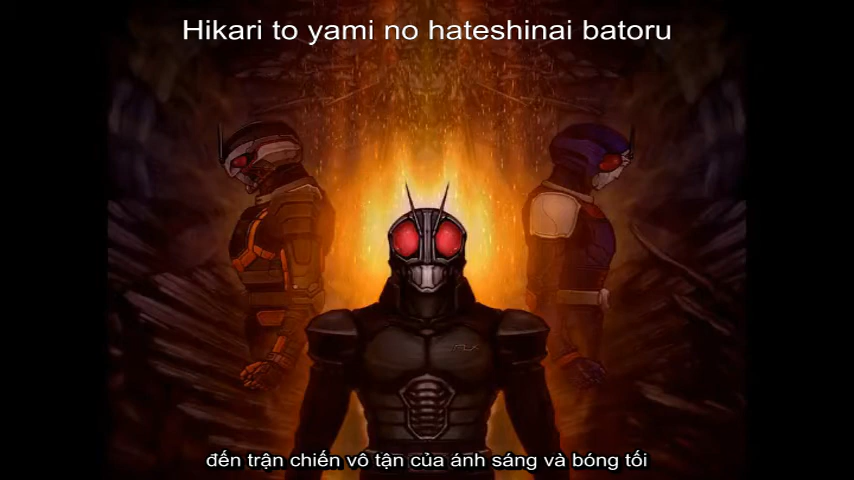 Hikari to yami no hateshinai batoru
đến trận chiến vô tận của ánh sáng và bóng tối